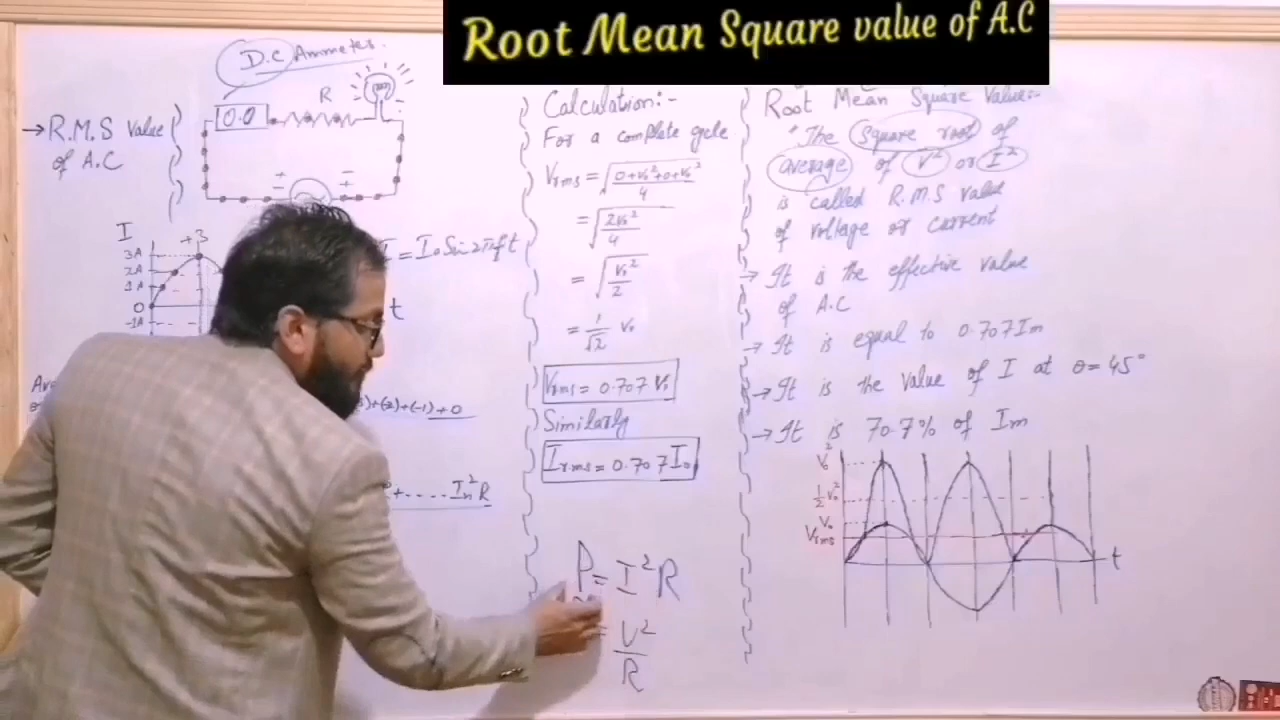 Root Mean Square value of A.C
D.C Ammeter.
→ R.M.S Value
of A.C
0.0
R
I
+3
3A
2A
1A
0
-1A
I = I₀ Sin 2πft
t
)+(-2)+(-1)+0
+.....Iₙ²R
Calculation:-
For a complete cycle
Vrms = √(0+V₀²+0+V₀²/4)
= √(2V₀²/4)
= √(V₀²/2)
= 1/√2 V₀
Vrms = 0.707 V₀
Similarly
Irms = 0.707 I₀
P = I²R
= V²/R
Root Mean Square Value:-
"The Square root of
average of V² or I²
is called R.M.S value
of voltage or current
→ It is the effective value
of A.C
→ It is equal to 0.707Im
→ It is the value of I at θ=45°
→ It is 70.7% of Im
V₀²
1/2 V₀²
V₀
Vrms
t